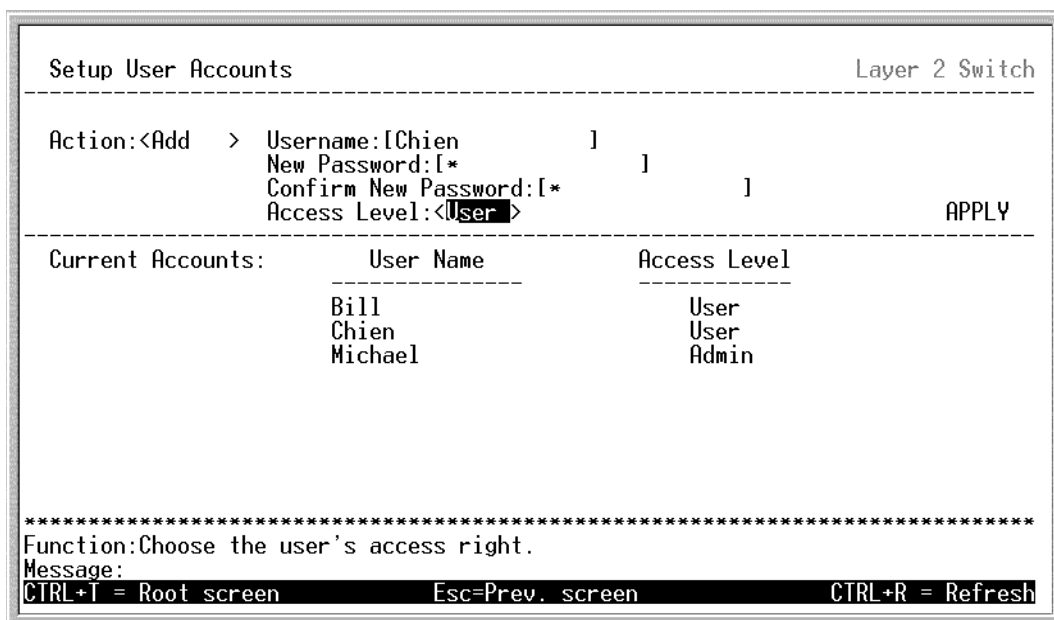 Setup User Accounts Layer 2 Switch
Action:<Add > Username:[Chien ]
New Password:[* ]
Confirm New Password:[* ]
Access Level:<User > APPLY
Current Accounts: User Name Access Level
Bill User
Chien User
Michael Admin
********************************************************************************
Function:Choose the user's access right.
Message:
CTRL+T = Root screen Esc=Prev. screen CTRL+R = Refresh